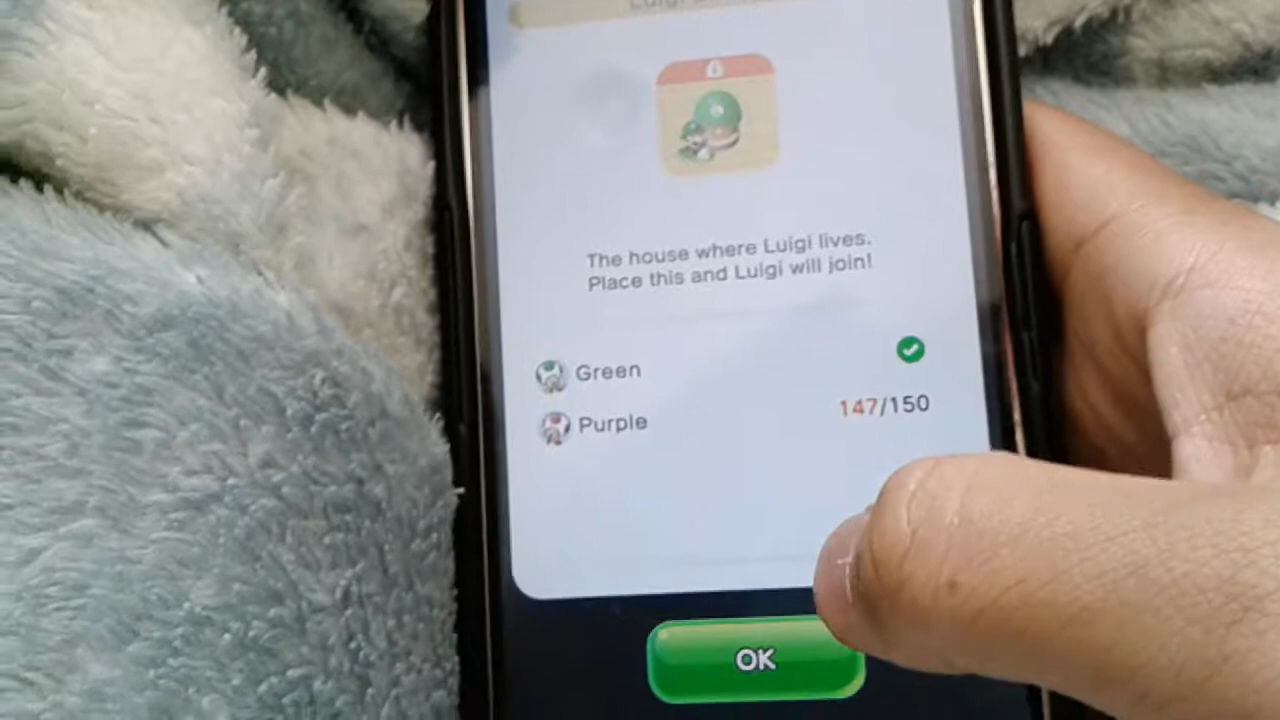 The house where Luigi lives.
Place this and Luigi will join!
Green
Purple 147/150
OK